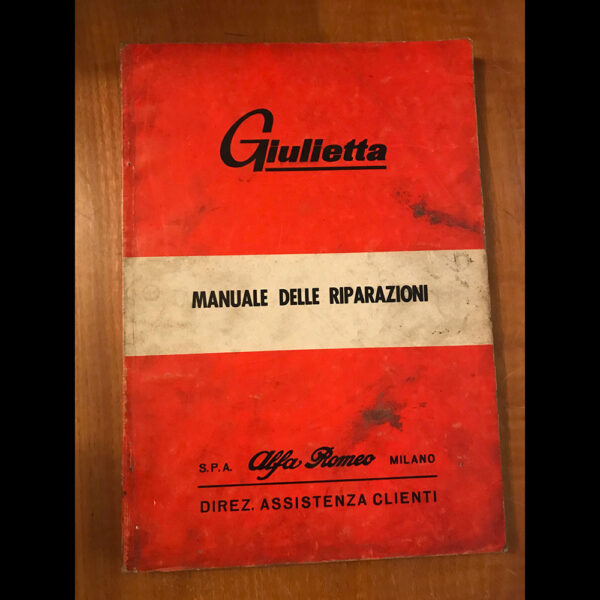 Giulietta
MANUALE DELLE RIPARAZIONI
S.P.A. Alfa Romeo MILANO
DIREZ. ASSISTENZA CLIENTI